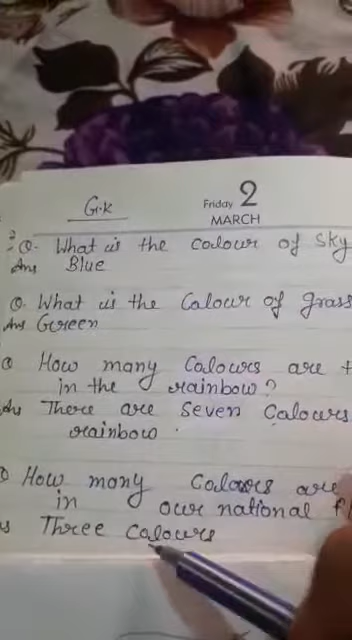 G.K
Friday 2
MARCH
Q. What is the colour of Sky
Ans Blue
Q. What is the Colour of grass
Ans Green
Q How many Colours are
in the rainbow?
Ans There are Seven Colours
rainbow.
Q How many Colours are
in our national
Ans Three Colours